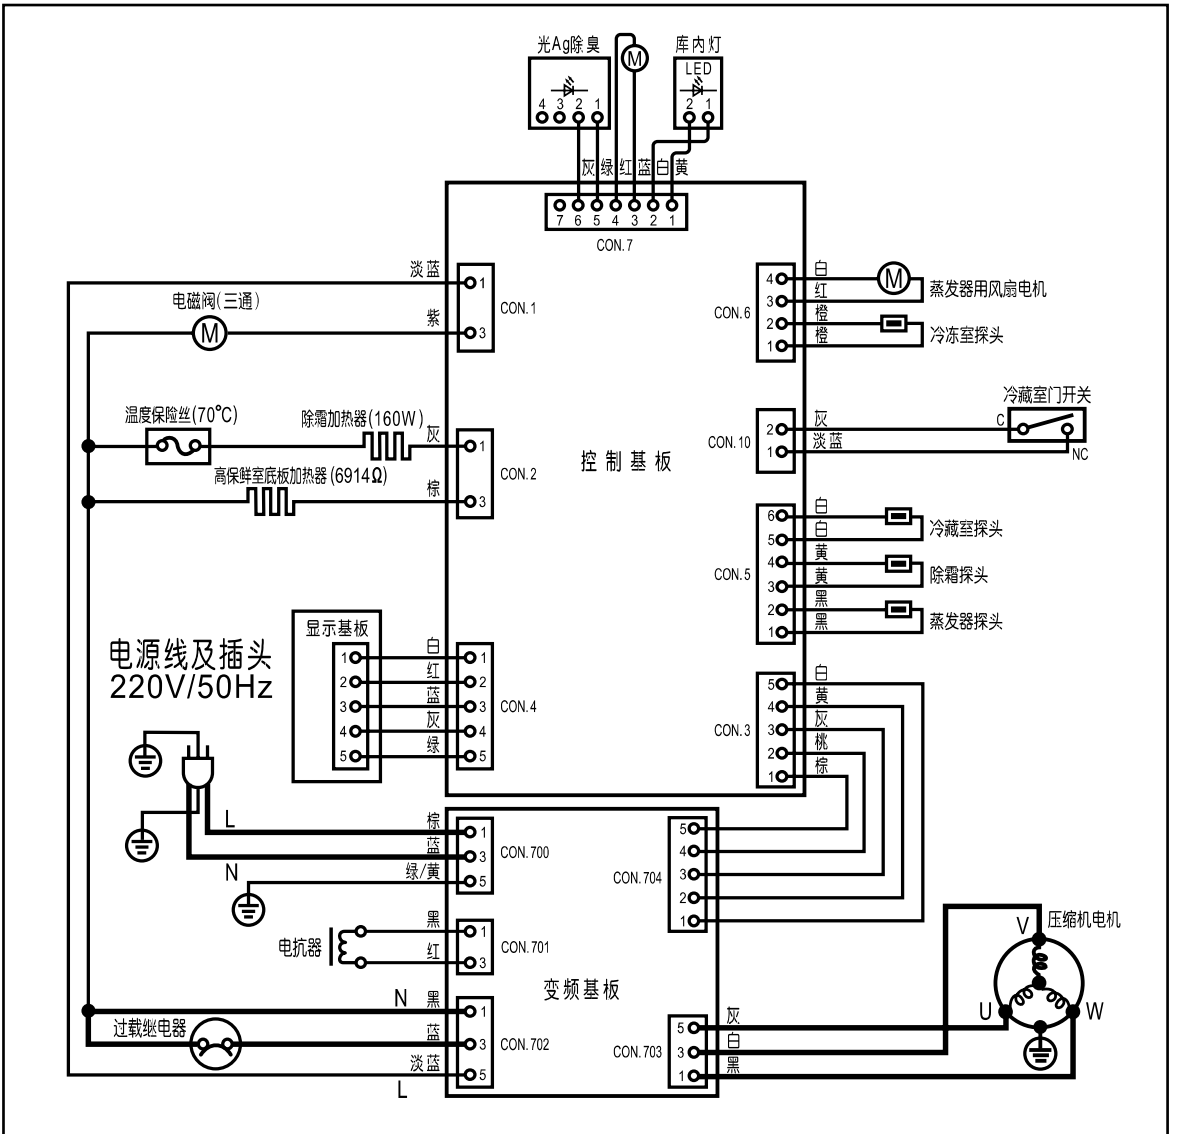 光Ag除臭
M
库内灯
LED
4 3 2 1
2 1
灰 绿 红 蓝 白 黄
7 6 5 4 3 2 1
CON.7
淡蓝
1
CON.1
紫
3
电磁阀(三通)
M
温度保险丝(70℃)
除霜加热器(160W)
灰
1
CON.2
高保鲜室底板加热器(6914Ω)
棕
3
控制基板
白
4
M
蒸发器用风扇电机
红
3
CON.6
橙
2
冷冻室探头
橙
1
冷藏室门开关
灰
2
C
CON.10
淡蓝
1
NC
白
6
冷藏室探头
白
5
黄
4
除霜探头
CON.5
黄
3
黑
2
蒸发器探头
黑
1
显示基板
1 白 1
2 红 2
3 蓝 3
CON.4
4 灰 4
5 绿 5
电源线及插头
220V/50Hz
白
5
黄
4
灰
3
CON.3
桃
2
棕
1
L
棕
1
蓝
3
CON.700
N
绿/黄
5
5
4
3
CON.704
2
1
电抗器
黑
1
CON.701
红
3
变频基板
N
黑
1
过载继电器
蓝
3
CON.702
淡蓝
5
L
灰
5
白
3
CON.703
黑
1
V
压缩机电机
U
W